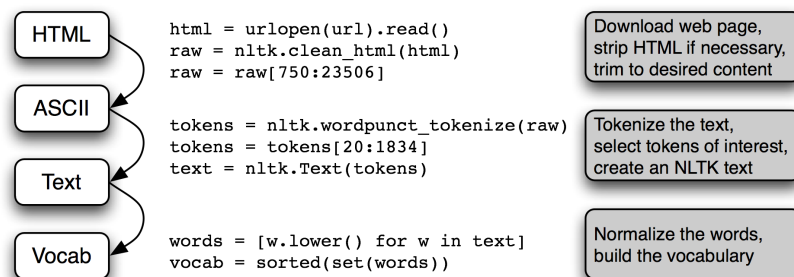 HTML
html = urlopen(url).read()
raw = nltk.clean_html(html)
raw = raw[750:23506]
Download web page,
strip HTML if necessary,
trim to desired content
ASCII
tokens = nltk.wordpunct_tokenize(raw)
tokens = tokens[20:1834]
text = nltk.Text(tokens)
Tokenize the text,
select tokens of interest,
create an NLTK text
Text
words = [w.lower() for w in text]
vocab = sorted(set(words))
Normalize the words,
build the vocabulary
Vocab